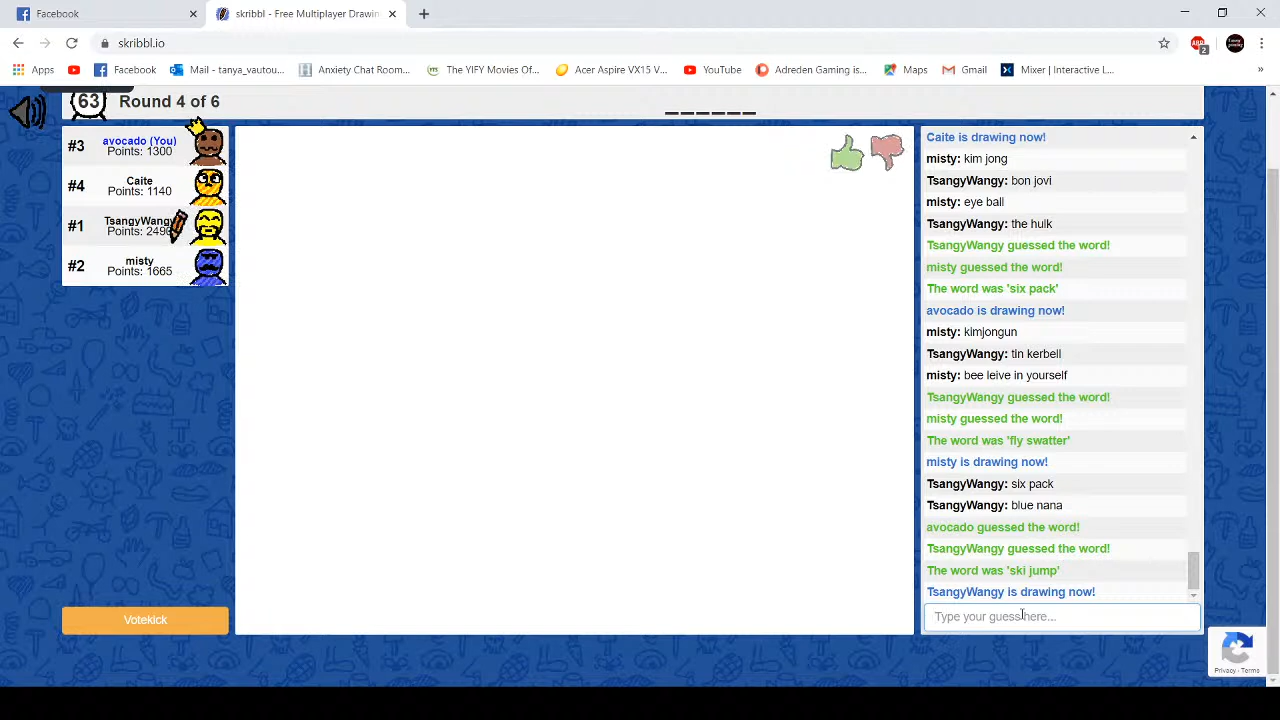 Facebook
skribbl - Free Multiplayer Drawin
skribbl.io
ABP
2
Apps
Facebook
Mail - tanya_vautou...
Anxiety Chat Room...
The YIFY Movies Of...
Acer Aspire VX15 V...
YouTube
Adreden Gaming is...
Maps
Gmail
Mixer | Interactive L...
»
63
Round 4 of 6
_ _ _ _ _ _
#3
avocado (You)
Points: 1300
#4
Caite
Points: 1140
#1
TsangyWangy
Points: 2490
#2
misty
Points: 1665
Votekick
Caite is drawing now!
misty: kim jong
TsangyWangy: bon jovi
misty: eye ball
TsangyWangy: the hulk
TsangyWangy guessed the word!
misty guessed the word!
The word was 'six pack'
avocado is drawing now!
misty: kimjongun
TsangyWangy: tin kerbell
misty: bee leive in yourself
TsangyWangy guessed the word!
misty guessed the word!
The word was 'fly swatter'
misty is drawing now!
TsangyWangy: six pack
TsangyWangy: blue nana
avocado guessed the word!
TsangyWangy guessed the word!
The word was 'ski jump'
TsangyWangy is drawing now!
Type your guess here...
Privacy - Terms